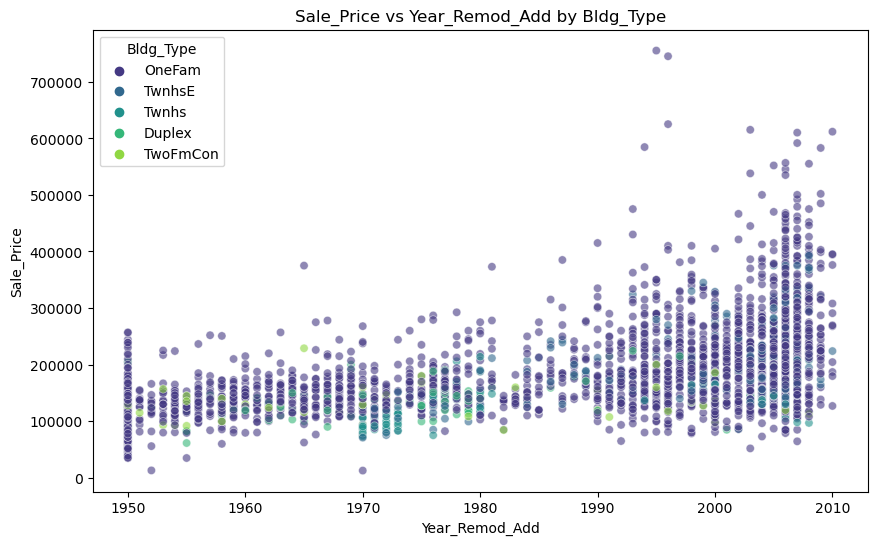 Sale_Price vs Year_Remod_Add by Bldg_Type
Bldg_Type
OneFam
TwnhsE
Twnhs
Duplex
TwoFmCon
700000
600000
500000
400000
300000
200000
100000
0
Sale_Price
1950 1960 1970 1980 1990 2000 2010
Year_Remod_Add